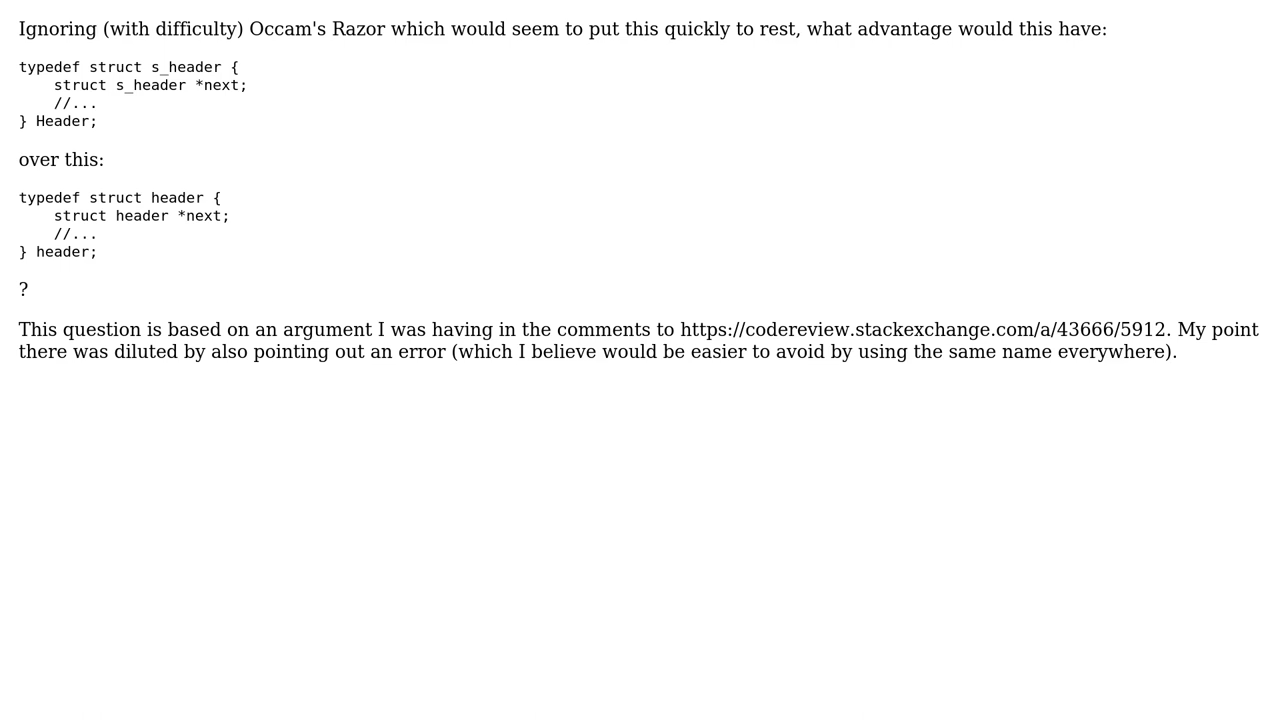 Ignoring (with difficulty) Occam's Razor which would seem to put this quickly to rest, what advantage would this have:
typedef struct s_header {
    struct s_header *next;
    //...
} Header;
over this:
typedef struct header {
    struct header *next;
    //...
} header;
?
This question is based on an argument I was having in the comments to https://codereview.stackexchange.com/a/43666/5912. My point
there was diluted by also pointing out an error (which I believe would be easier to avoid by using the same name everywhere).